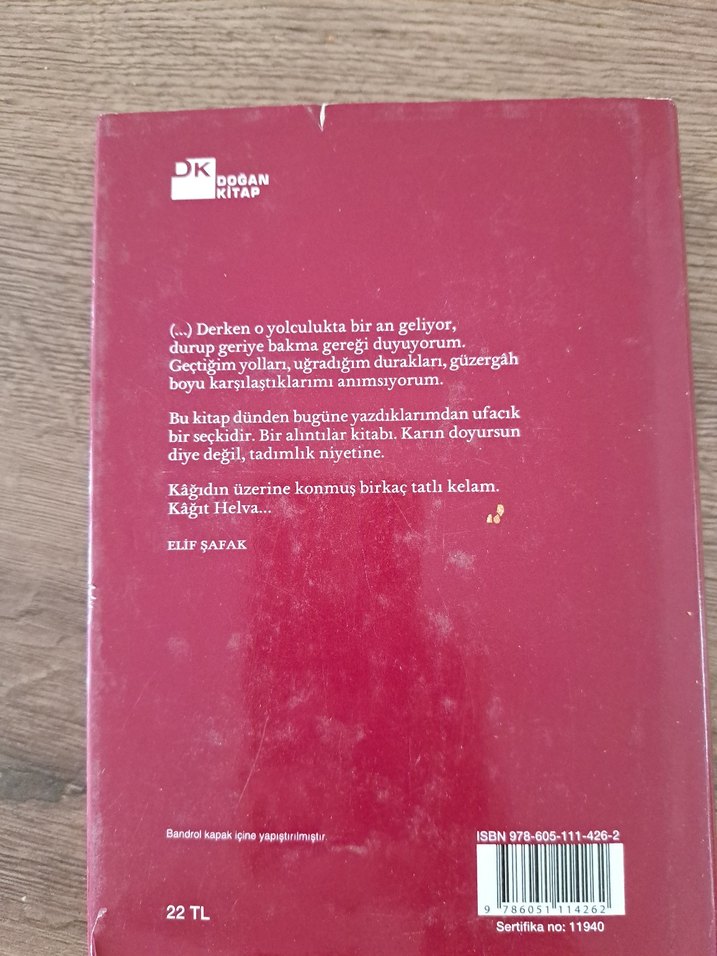 DK
DOĞAN
KİTAP
(...) Derken o yolculukta bir an geliyor,
durup geriye bakma gereği duyuyorum.
Geçtiğim yolları, uğradığım durakları, güzergâh
boyu karşılaştıklarımı anımsıyorum.
Bu kitap dünden bugüne yazdıklarımdan ufacık
bir seçkidir. Bir alıntılar kitabı. Karın doyursun
diye değil, tadımlık niyetine.
Kâğıdın üzerine konmuş birkaç tatlı kelam.
Kâğıt Helva...
ELİF ŞAFAK
Bandrol kapak içine yapıştırılmıştır.
ISBN 978-605-111-426-2
9 786051 114262
22 TL
Sertifika no: 11940